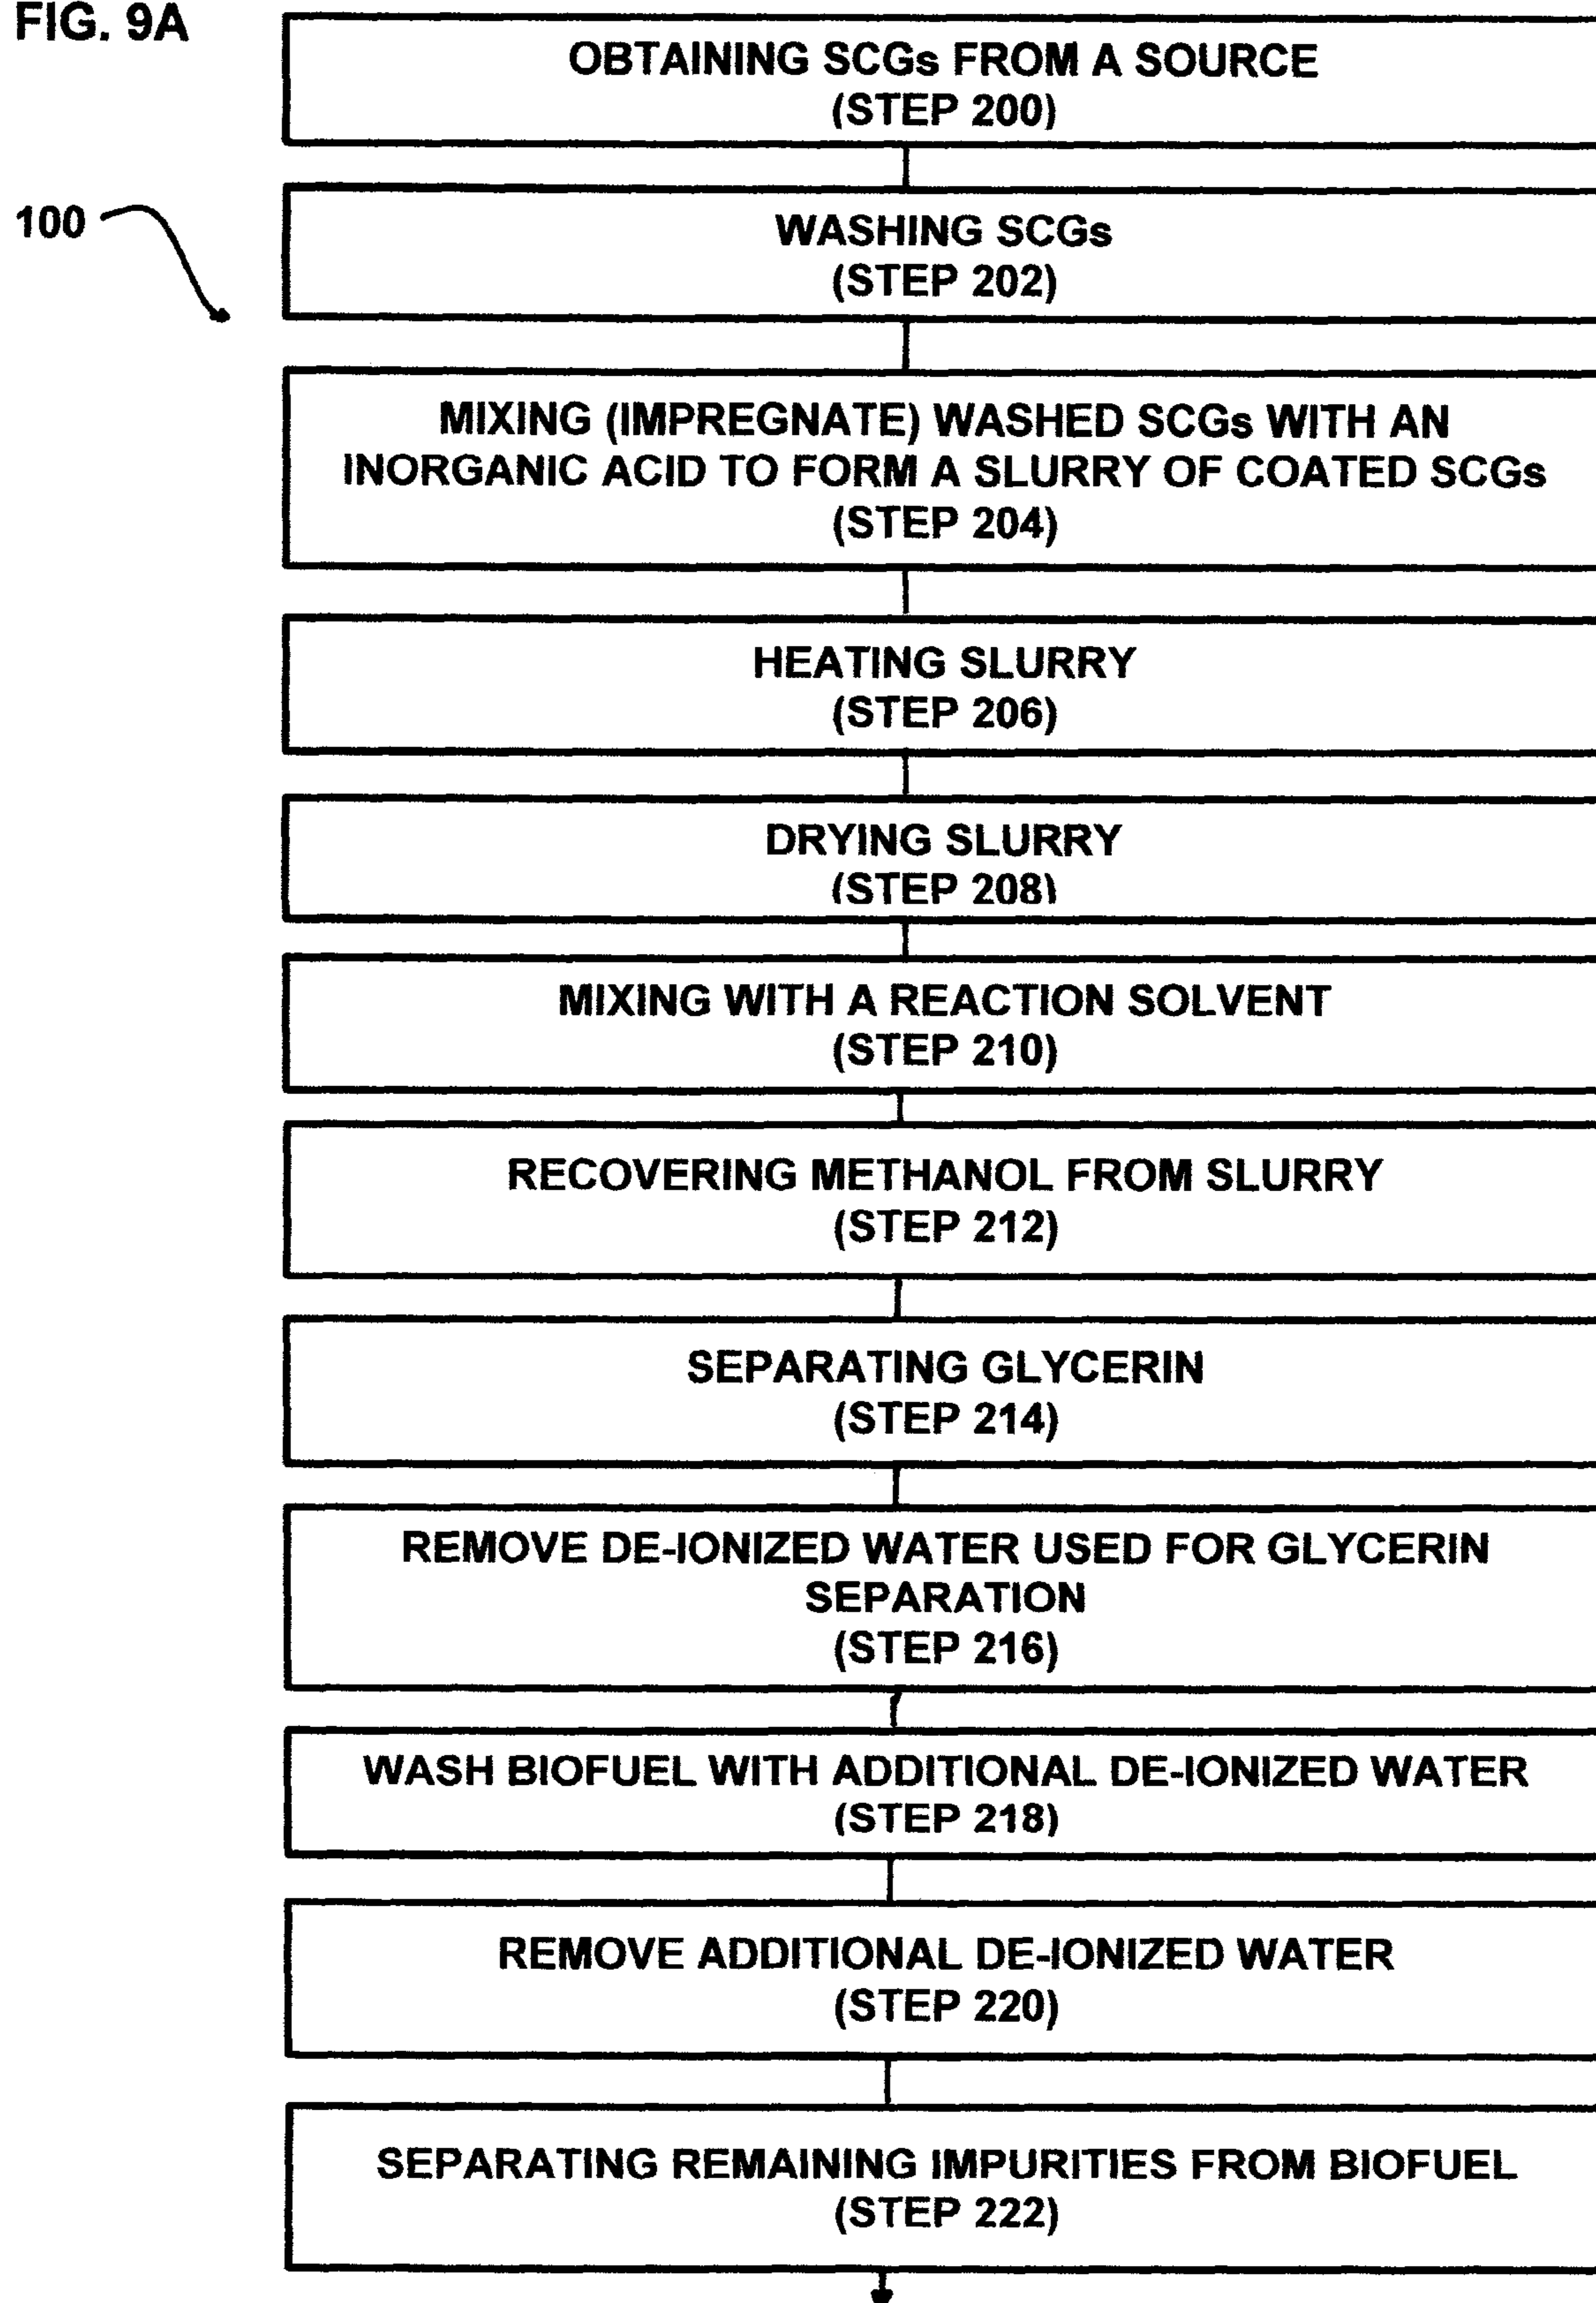 FIG. 9A
OBTAINING SCGs FROM A SOURCE
(STEP 200)
100
WASHING SCGs
(STEP 202)
MIXING (IMPREGNATE) WASHED SCGs WITH AN
INORGANIC ACID TO FORM A SLURRY OF COATED SCGs
(STEP 204)
HEATING SLURRY
(STEP 206)
DRYING SLURRY
(STEP 208)
MIXING WITH A REACTION SOLVENT
(STEP 210)
RECOVERING METHANOL FROM SLURRY
(STEP 212)
SEPARATING GLYCERIN
(STEP 214)
REMOVE DE-IONIZED WATER USED FOR GLYCERIN
SEPARATION
(STEP 216)
WASH BIOFUEL WITH ADDITIONAL DE-IONIZED WATER
(STEP 218)
REMOVE ADDITIONAL DE-IONIZED WATER
(STEP 220)
SEPARATING REMAINING IMPURITIES FROM BIOFUEL
(STEP 222)